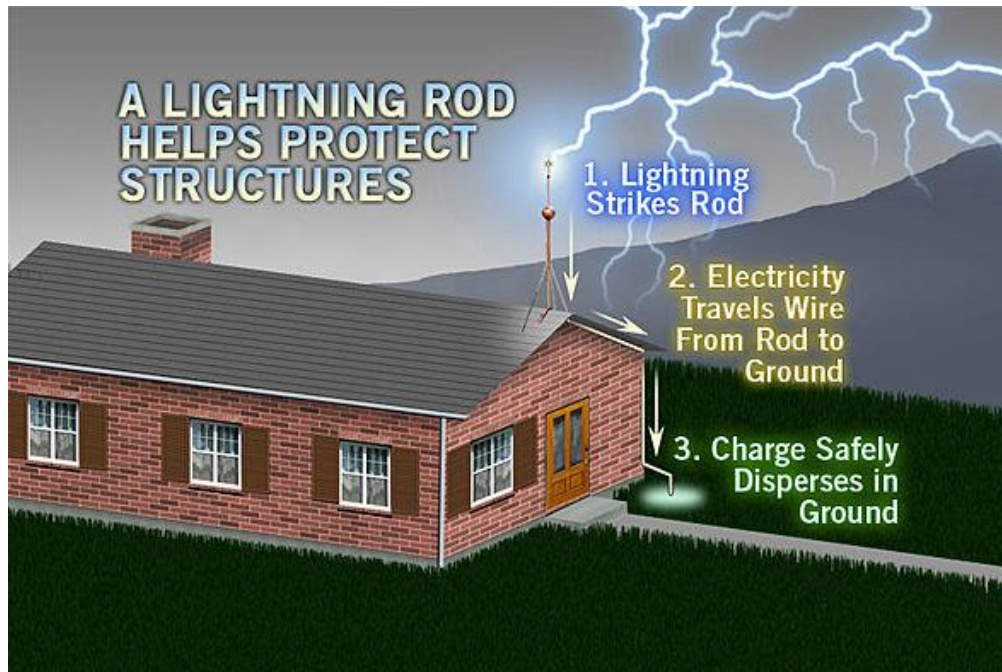 A LIGHTNING ROD
HELPS PROTECT
STRUCTURES
1. Lightning
Strikes Rod
2. Electricity
Travels Wire
From Rod to
Ground
3. Charge Safely
Disperses in
Ground